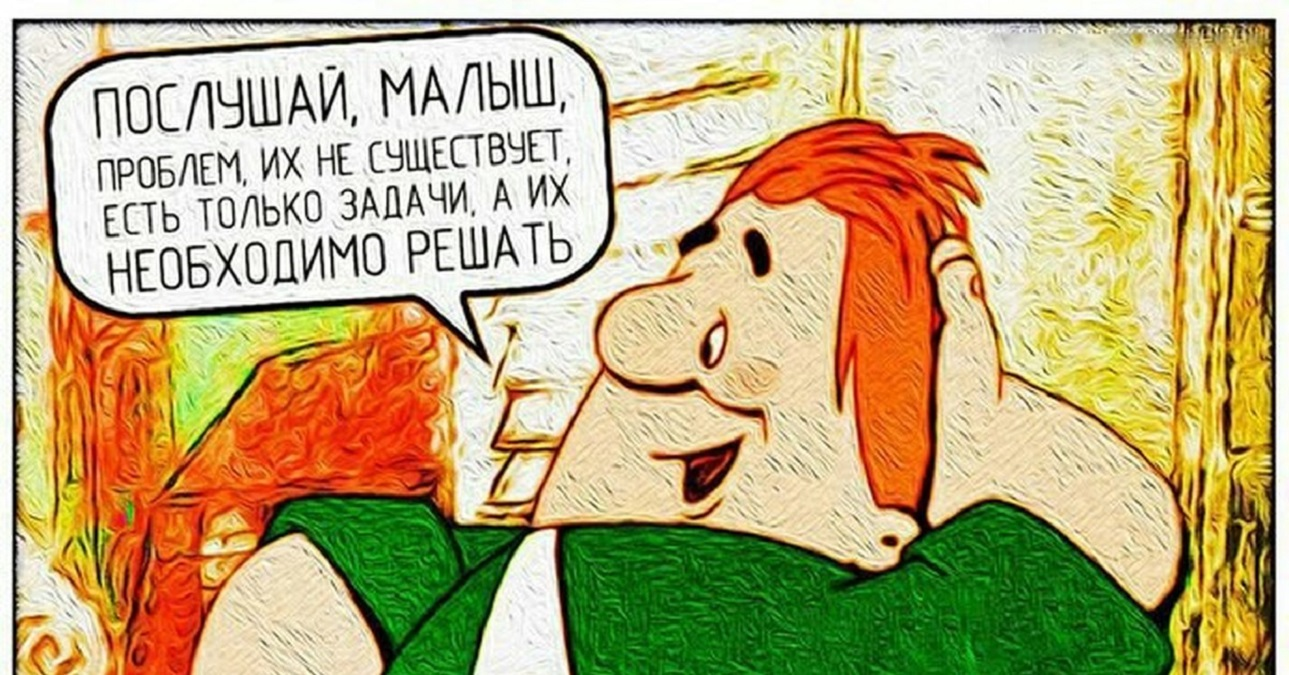 ПОСЛУШАЙ, МАЛЫШ,
ПРОБЛЕМ, ИХ НЕ СУЩЕСТВУЕТ,
ЕСТЬ ТОЛЬКО ЗАДАЧИ, А ИХ
НЕОБХОДИМО РЕШАТЬ